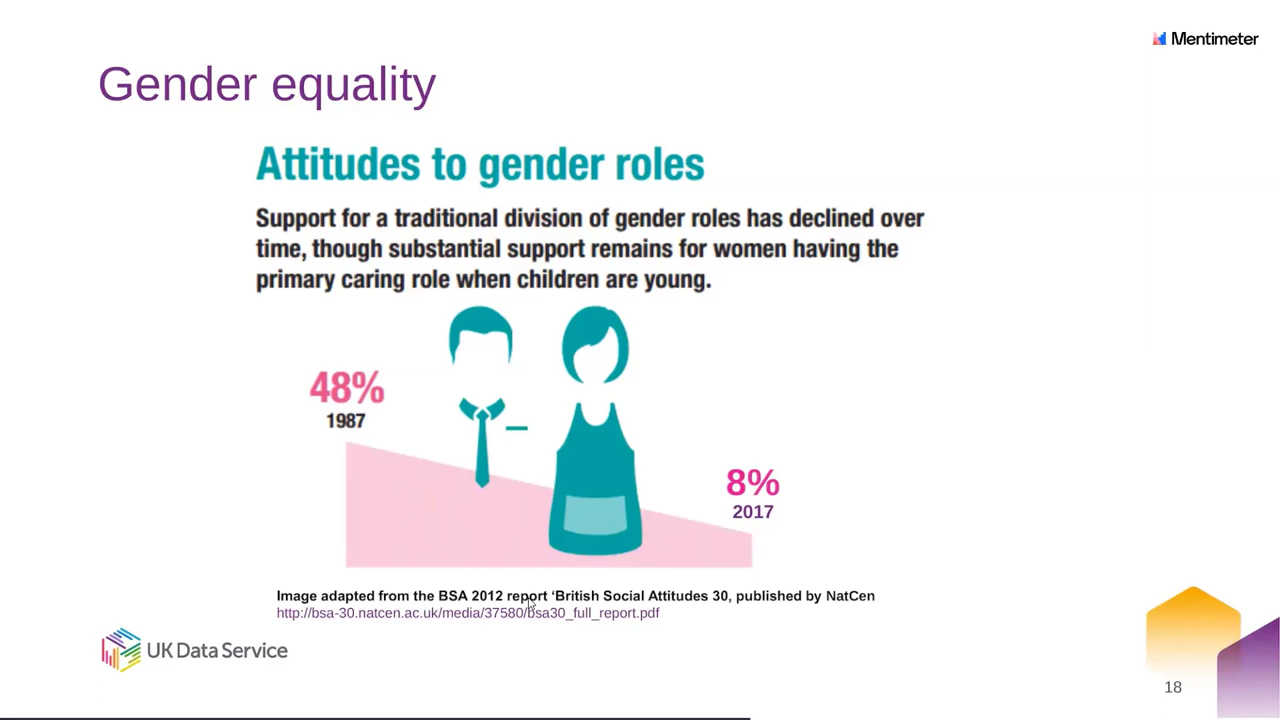 Mentimeter
Gender equality
Attitudes to gender roles
Support for a traditional division of gender roles has declined over
time, though substantial support remains for women having the
primary caring role when children are young.
48%
1987
8%
2017
Image adapted from the BSA 2012 report ‘British Social Attitudes 30, published by NatCen
http://bsa-30.natcen.ac.uk/media/37580/bsa30_full_report.pdf
UK Data Service
18